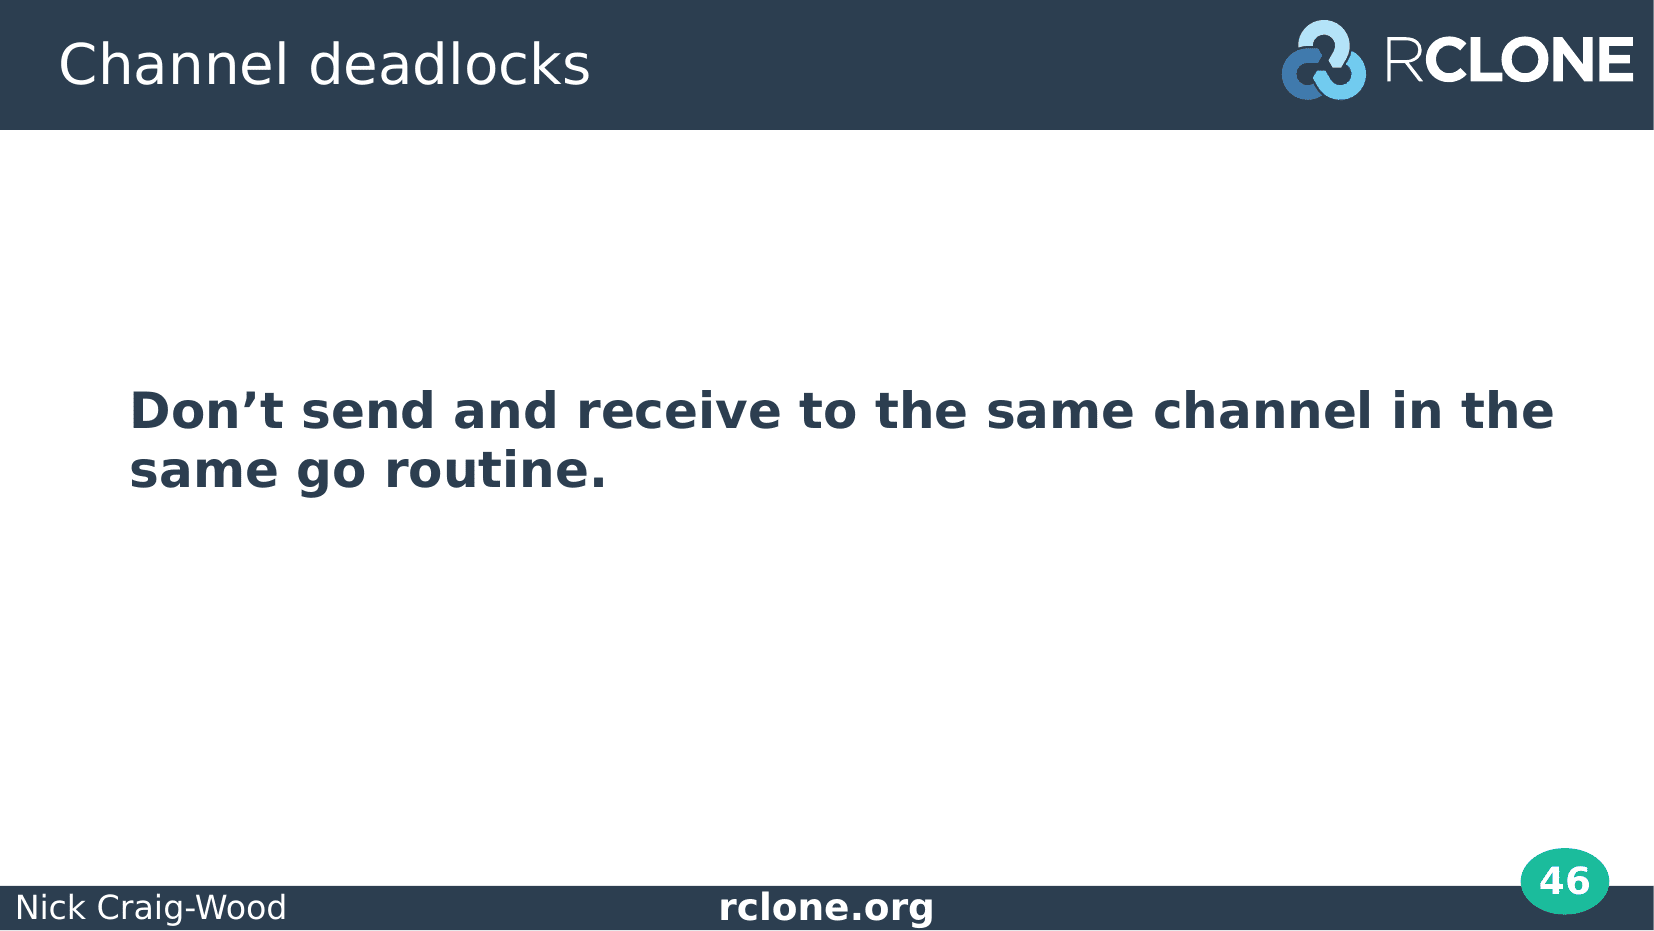 Channel deadlocks
RCLONE
Don’t send and receive to the same channel in the
same go routine.
46
Nick Craig-Wood
rclone.org